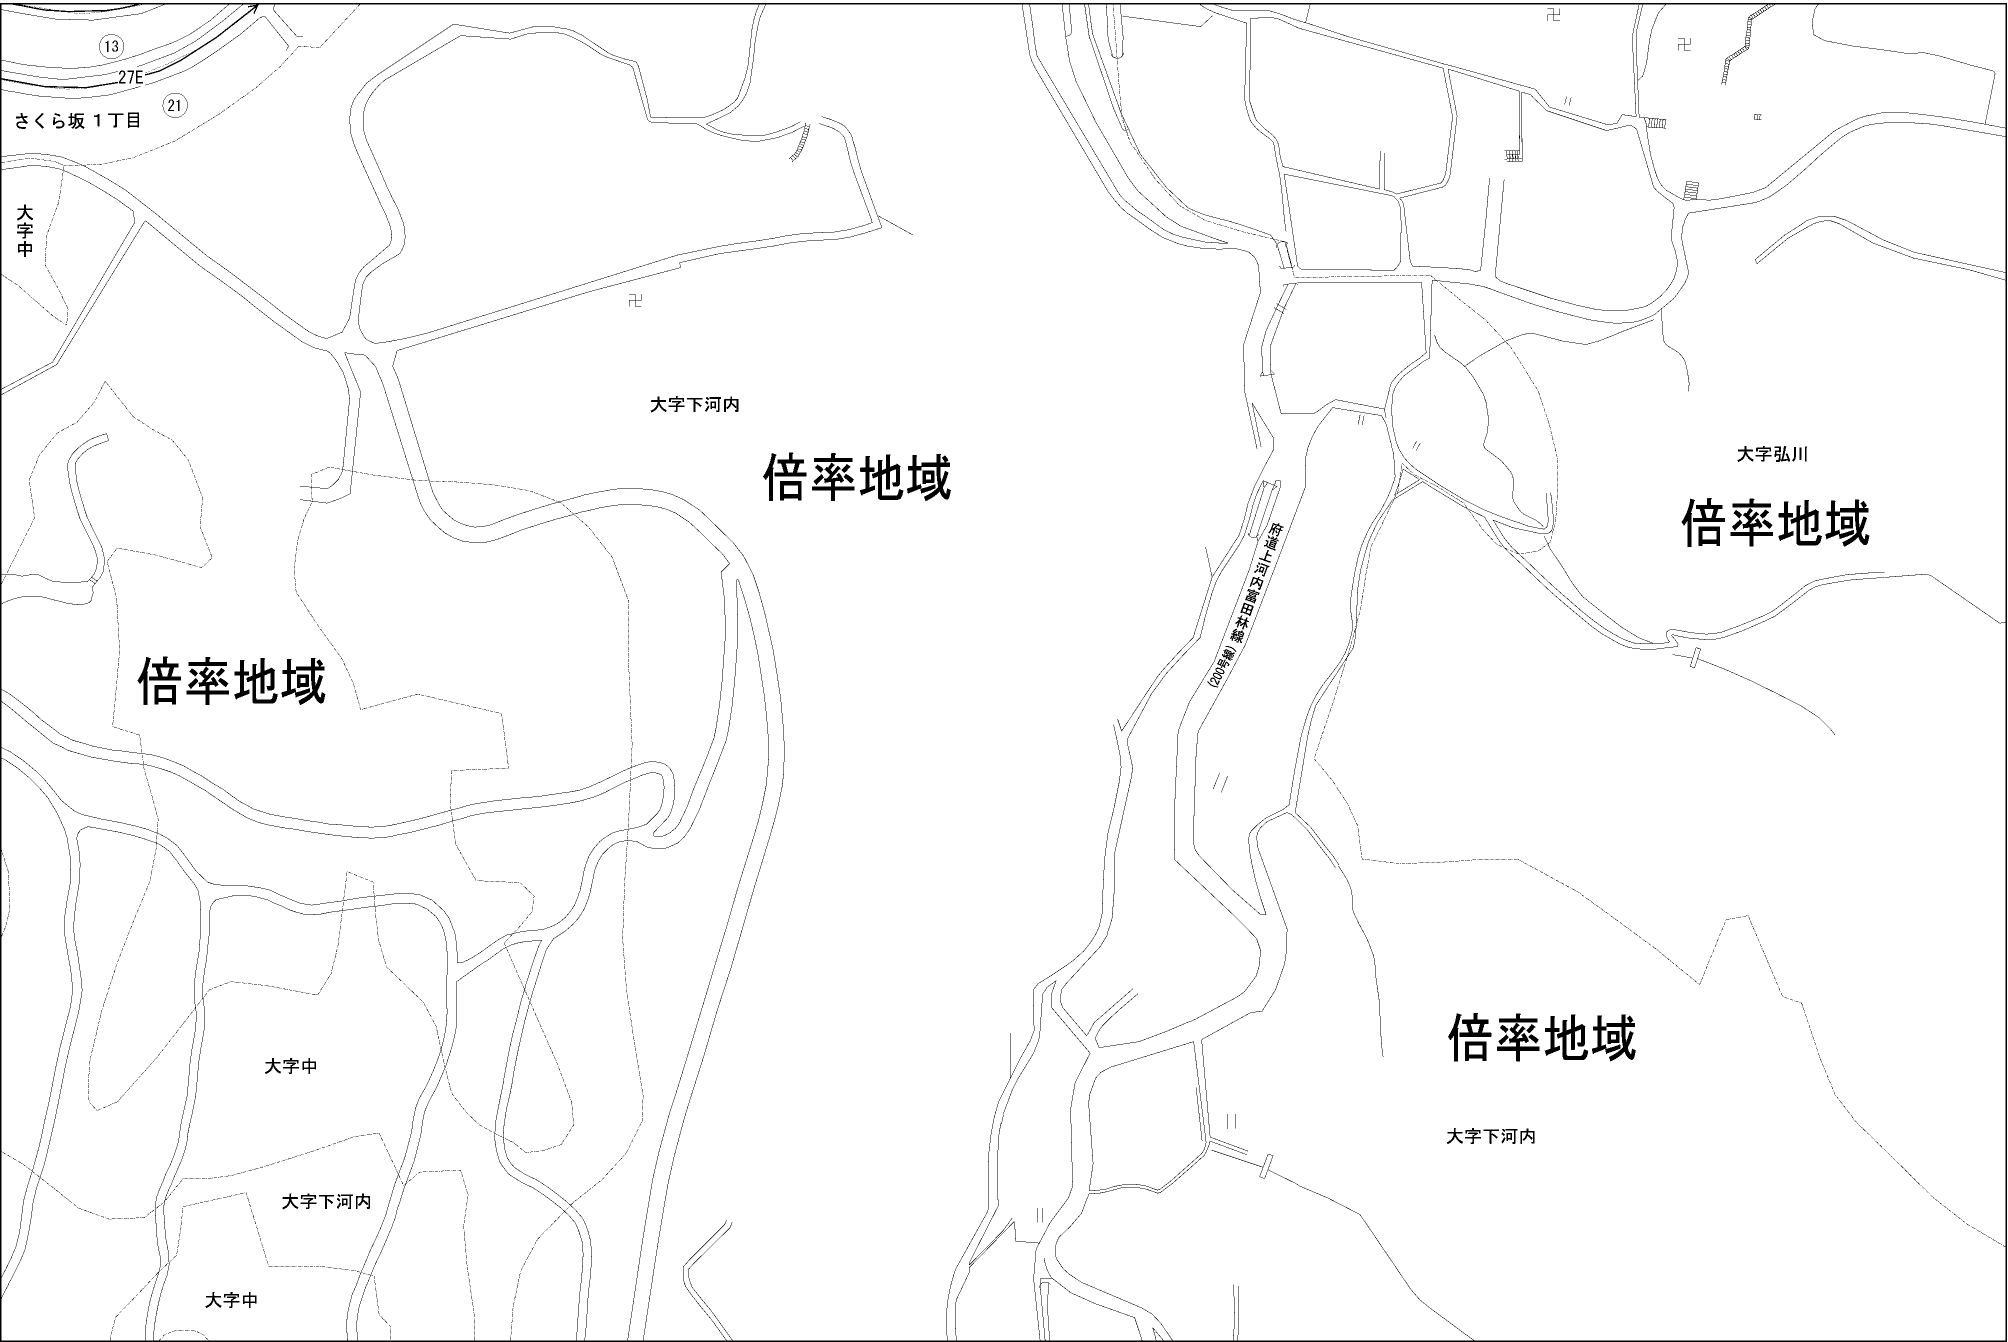 13
27E
21
さくら坂1丁目
大字中
大字下河内
倍率地域
大字弘川
倍率地域
府道上河内富田林線(200号線)
倍率地域
倍率地域
大字中
大字下河内
大字下河内
大字中